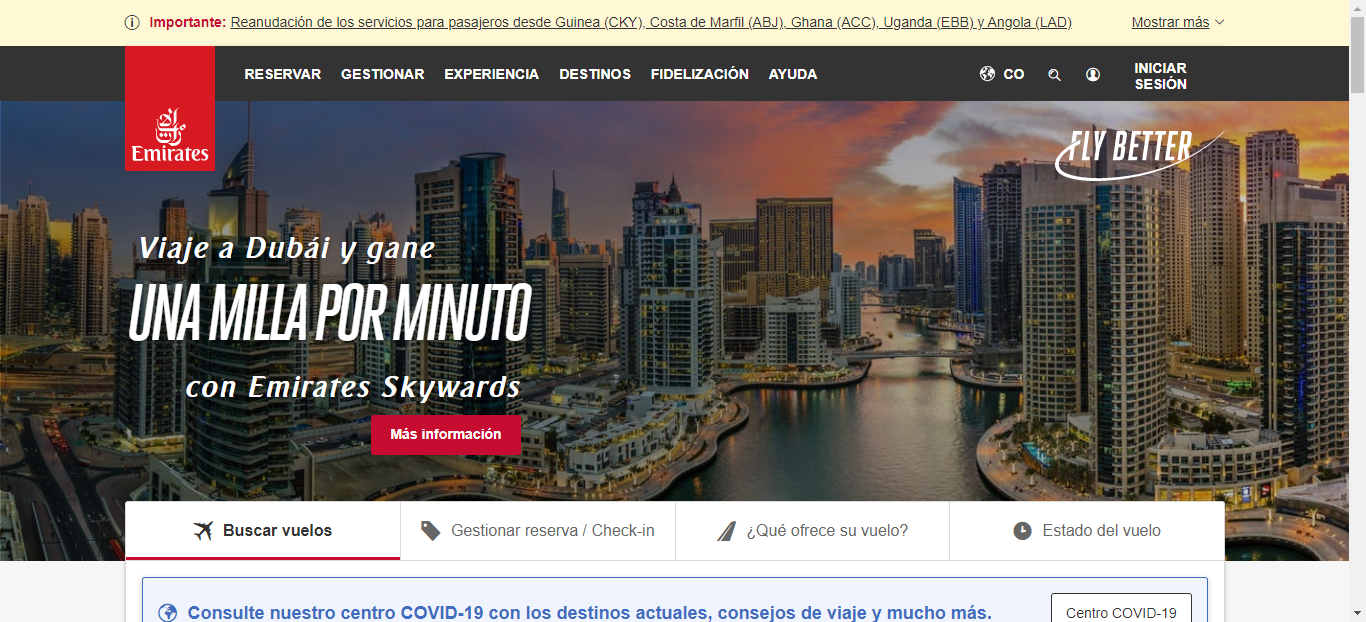 Importante: Reanudación de los servicios para pasajeros desde Guinea (CKY), Costa de Marfil (ABJ), Ghana (ACC), Uganda (EBB) y Angola (LAD) Mostrar más
RESERVAR GESTIONAR EXPERIENCIA DESTINOS FIDELIZACIÓN AYUDA CO INICIAR
SESIÓN
Emirates
FLY BETTER
Viaje a Dubái y gane
UNA MILLA POR MINUTO
con Emirates Skywards
Más información
Buscar vuelos Gestionar reserva / Check-in ¿Qué ofrece su vuelo? Estado del vuelo
Consulte nuestro centro COVID-19 con los destinos actuales, consejos de viaje y mucho más. Centro COVID-19